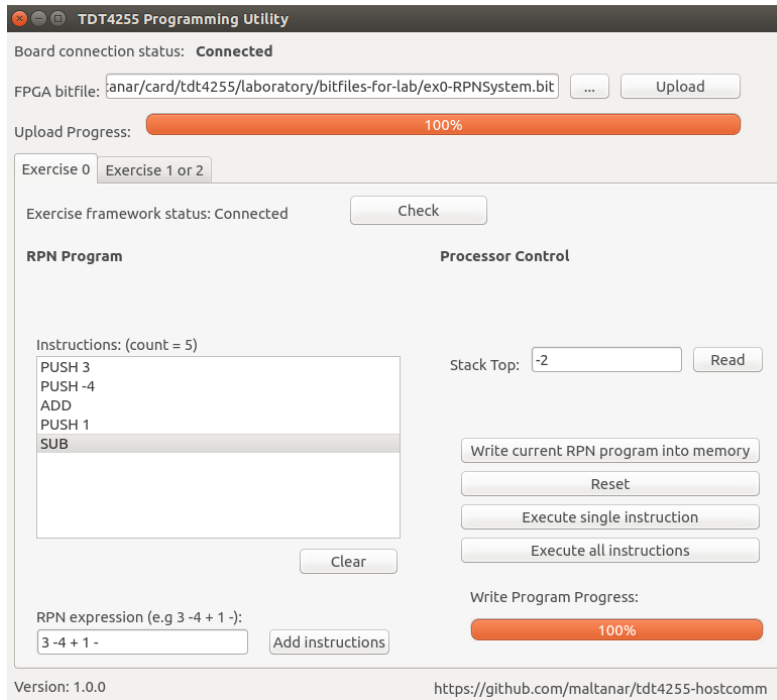 TDT4255 Programming Utility
Board connection status: Connected
FPGA bitfile: :anar/card/tdt4255/laboratory/bitfiles-for-lab/ex0-RPNSystem.bit ... Upload
Upload Progress: 100%
Exercise 0 Exercise 1 or 2
Exercise framework status: Connected Check
RPN Program Processor Control
Instructions: (count = 5)
PUSH 3
PUSH -4
ADD
PUSH 1
SUB
Stack Top: -2 Read
Write current RPN program into memory
Reset
Execute single instruction
Execute all instructions
Clear
Write Program Progress:
100%
RPN expression (e.g 3 -4 + 1 -):
3 -4 + 1 - Add instructions
Version: 1.0.0 https://github.com/maltanar/tdt4255-hostcomm